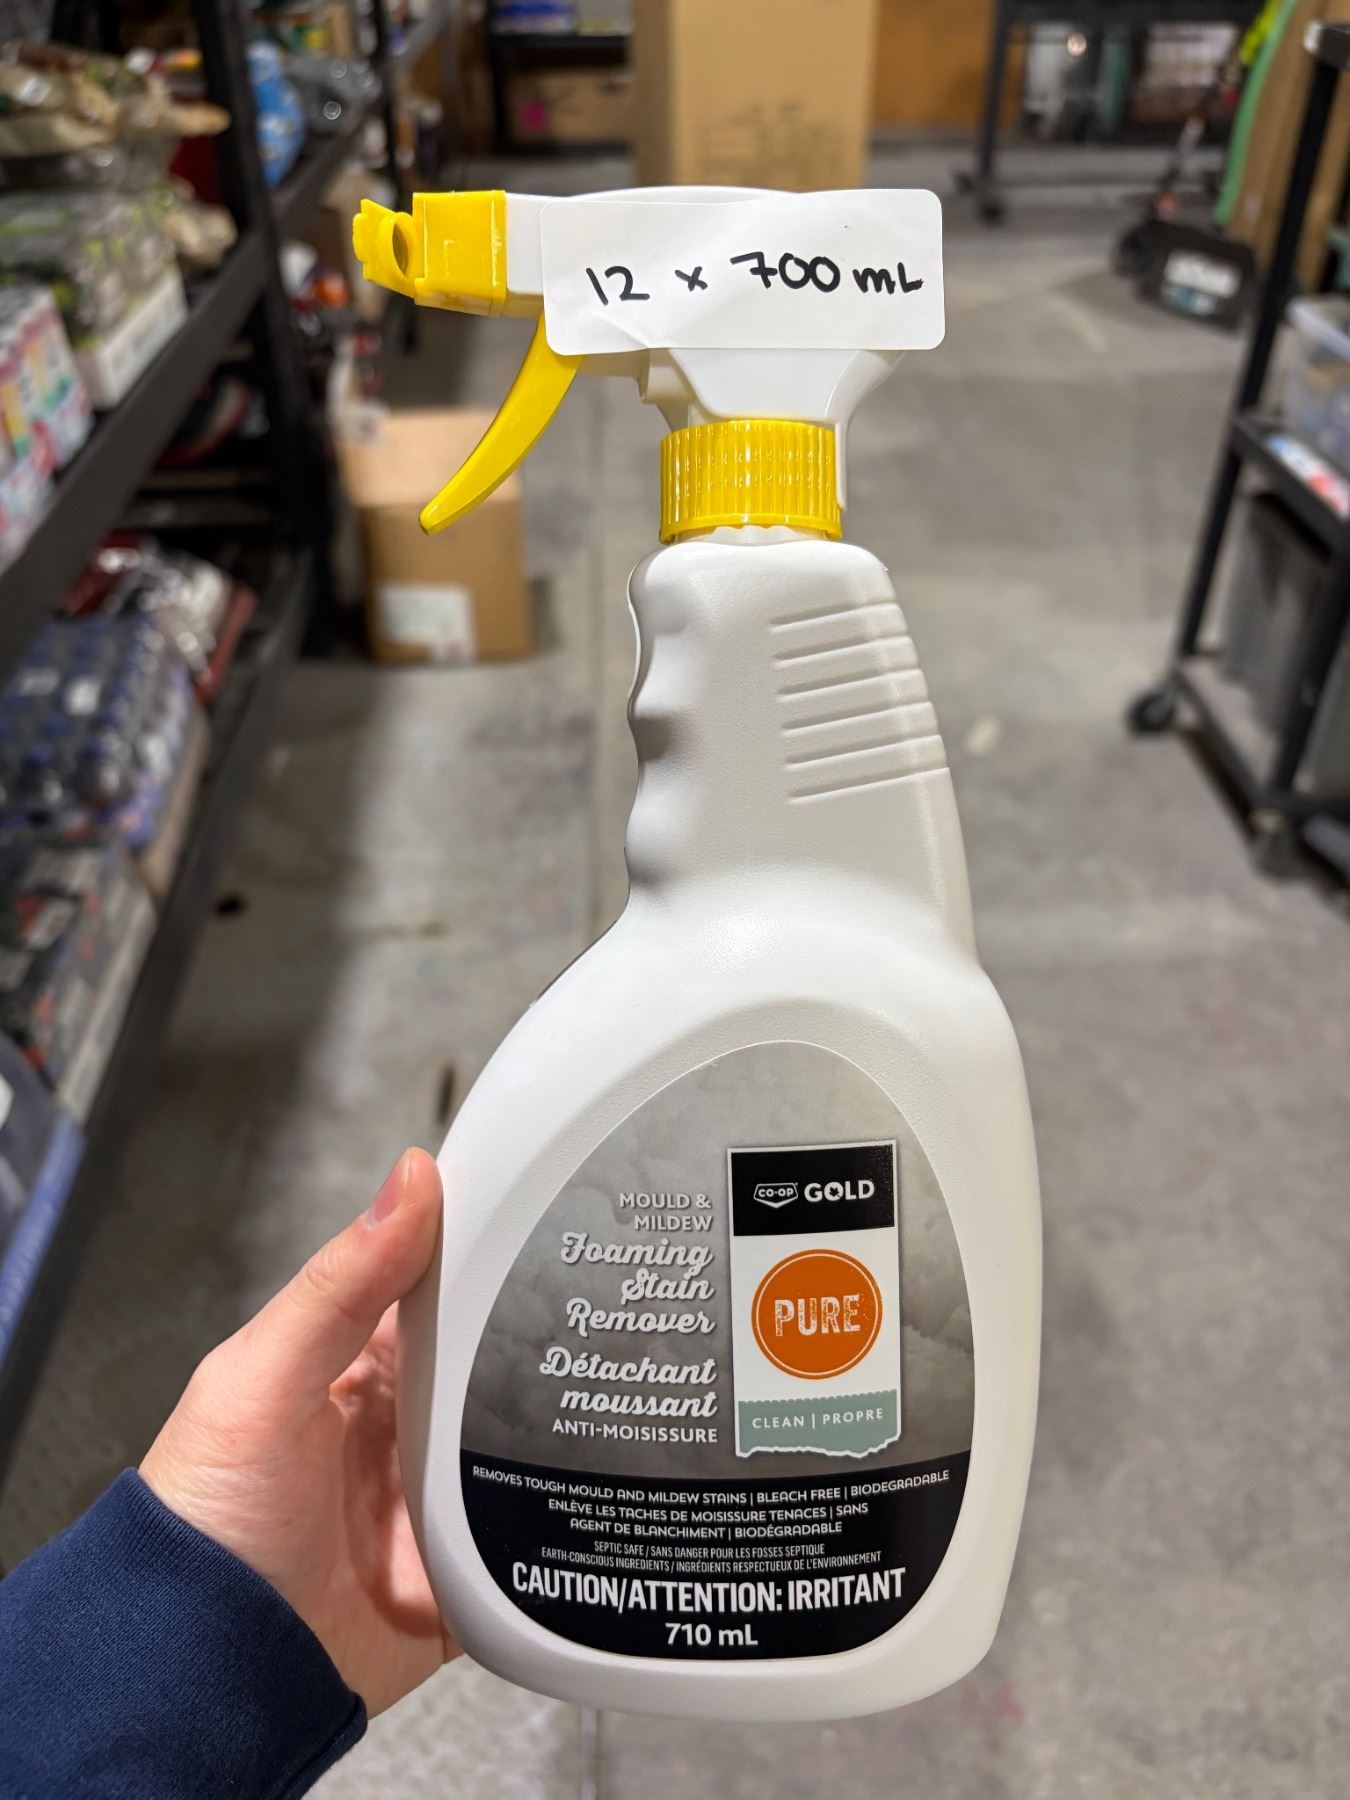 12 x 700 mL
CO-OP GOLD
PURE
CLEAN | PROPRE
MOULD &
MILDEW
Foaming
Stain
Remover
Détachant
moussant
ANTI-MOISISSURE
REMOVES TOUGH MOULD AND MILDEW STAINS | BLEACH FREE | BIODEGRADABLE
ENLÈVE LES TACHES DE MOISISSURE TENACES | SANS
AGENT DE BLANCHIMENT | BIODÉGRADABLE
SEPTIC SAFE / SANS DANGER POUR LES FOSSES SEPTIQUE
EARTH-CONSCIOUS INGREDIENTS / INGRÉDIENTS RESPECTUEUX DE L'ENVIRONNEMENT
CAUTION/ATTENTION: IRRITANT
710 mL